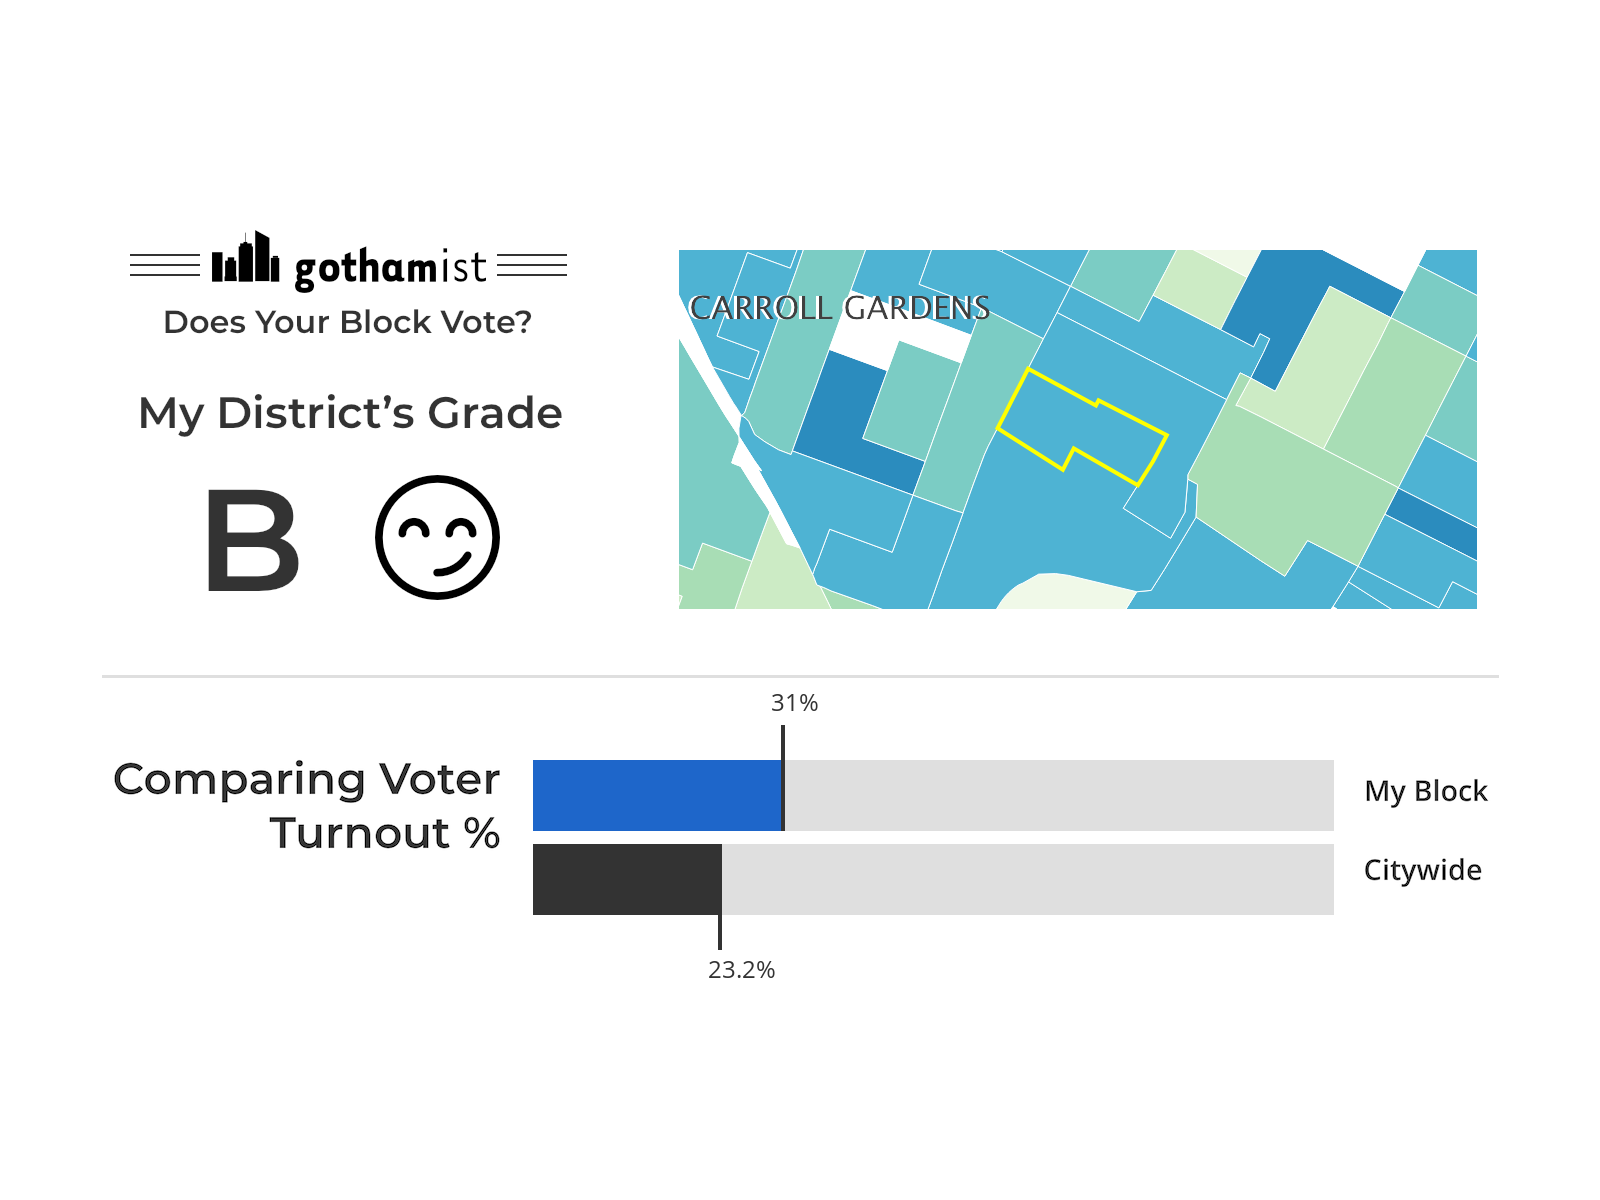 gothamist
Does Your Block Vote?
My District’s Grade
B
CARROLL GARDENS
31%
Comparing Voter
Turnout %
My Block
Citywide
23.2%